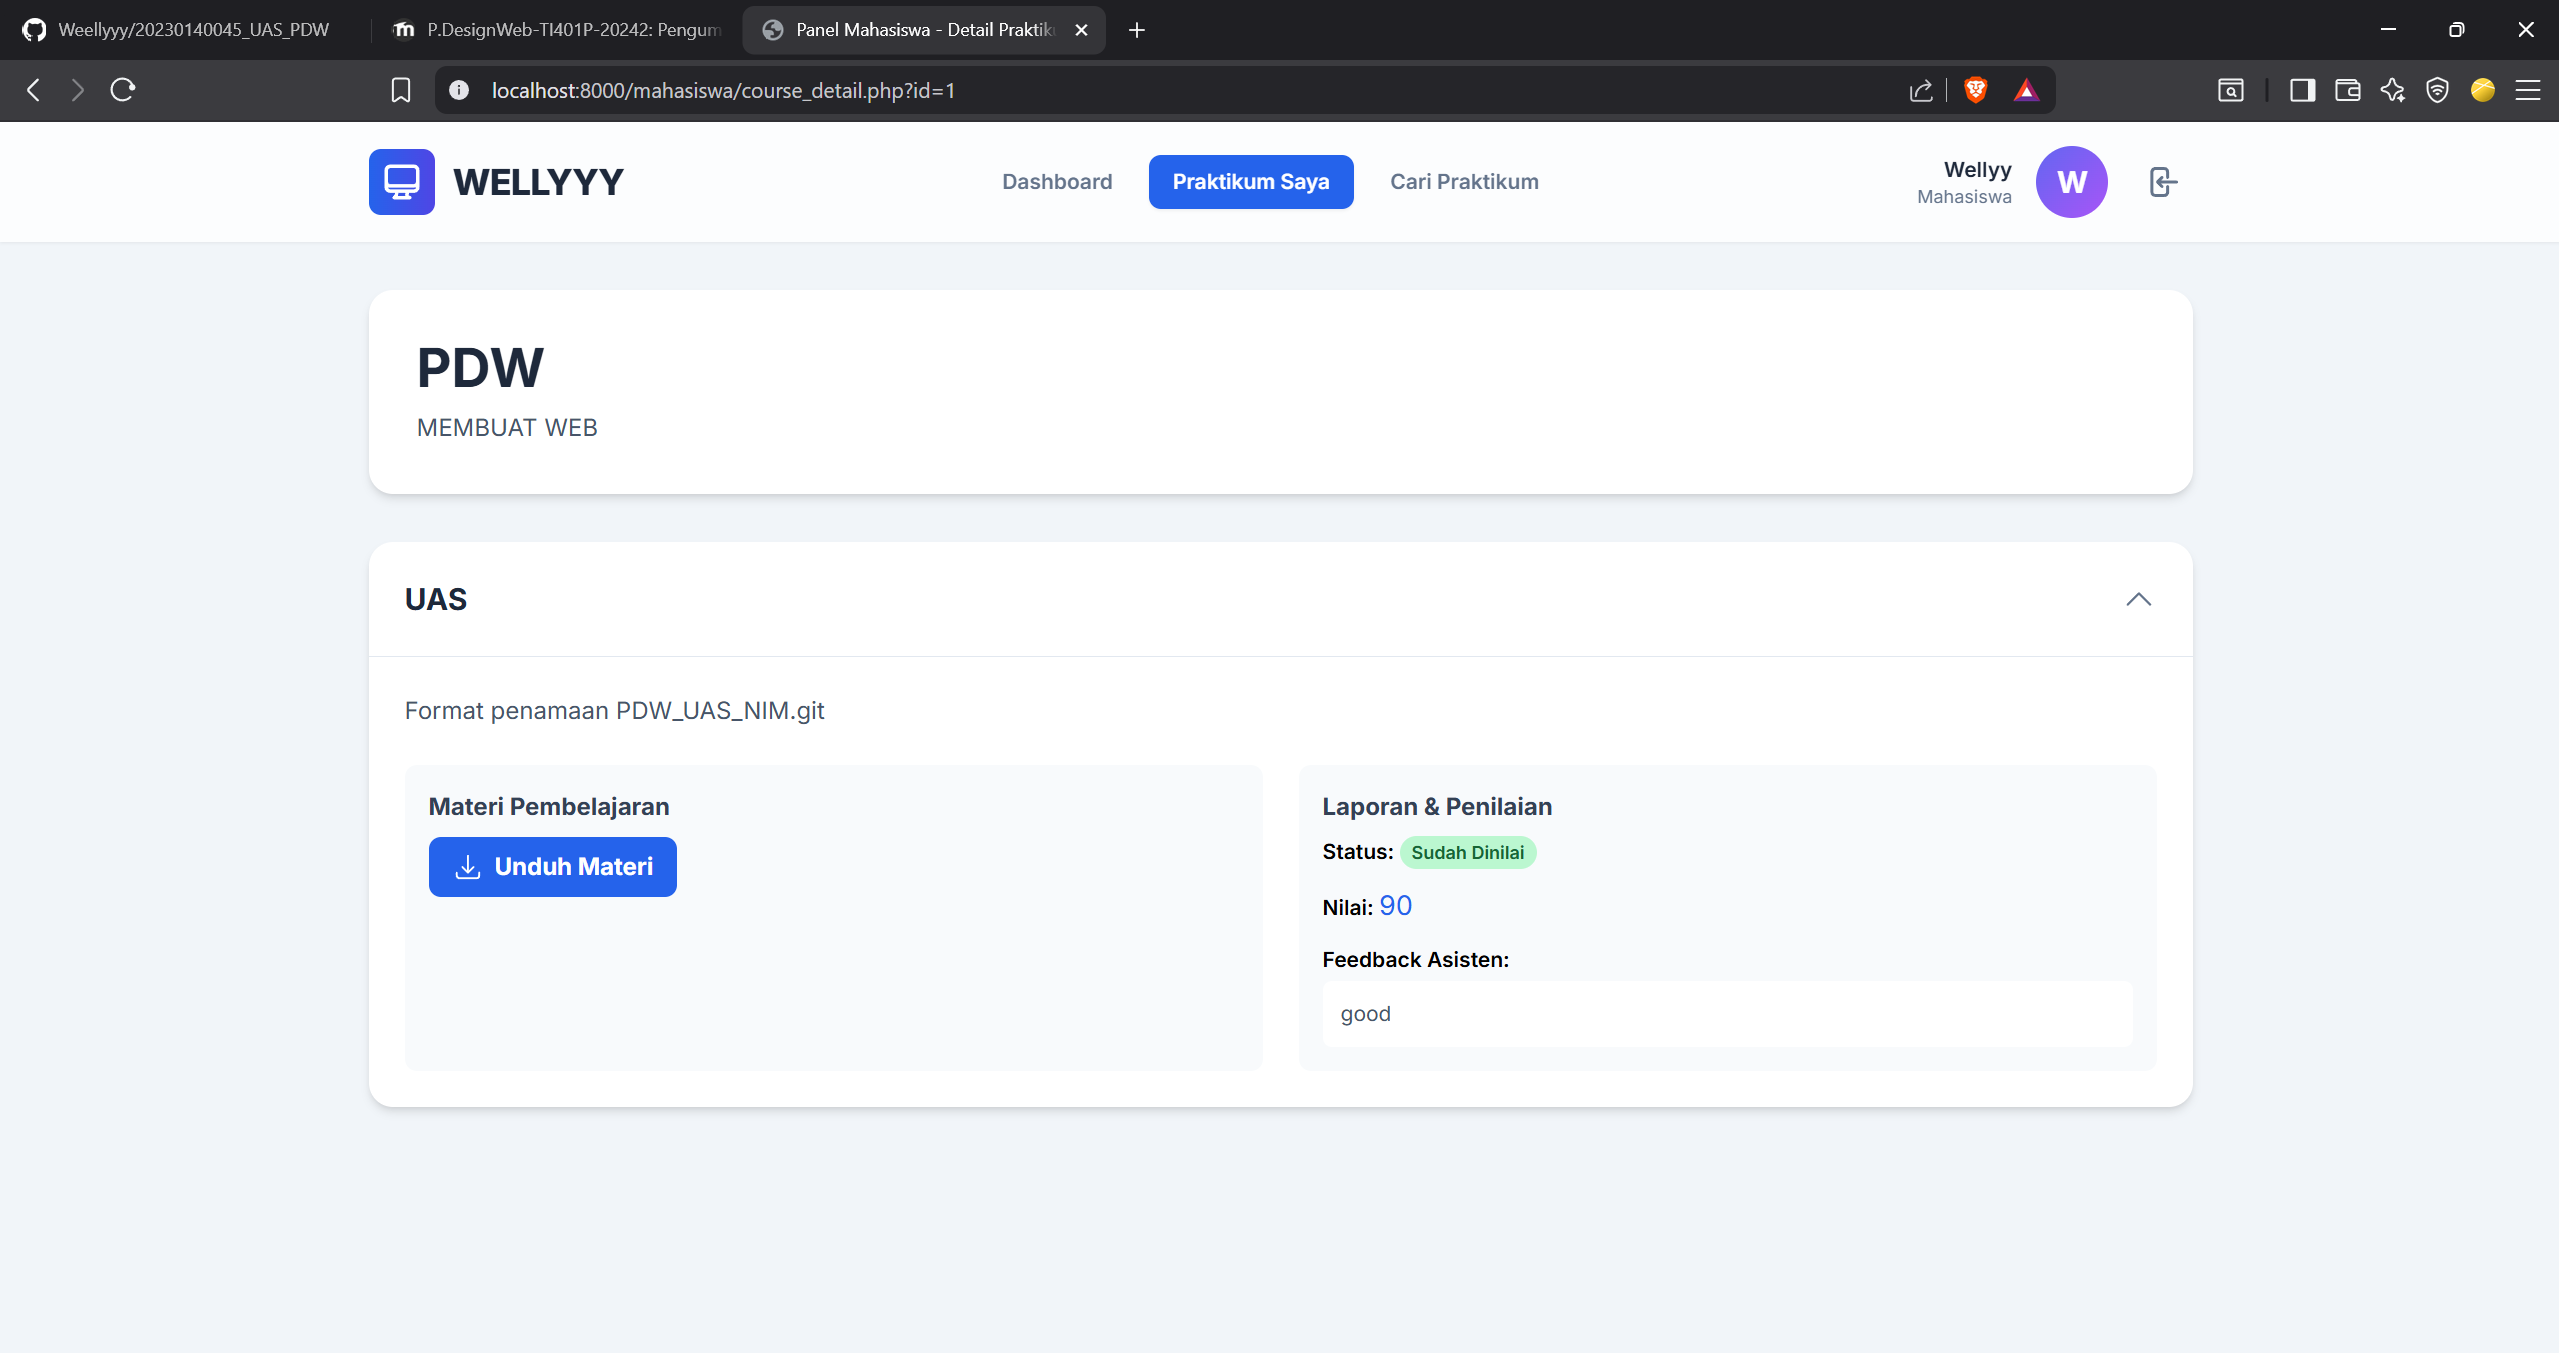 Weellyyy/20230140045_UAS_PDW
P.DesignWeb-TI401P-20242: Pengum
Panel Mahasiswa - Detail Praktik
localhost:8000/mahasiswa/course_detail.php?id=1
WELLYYY
Dashboard
Praktikum Saya
Cari Praktikum
Wellyy
Mahasiswa
W
PDW
MEMBUAT WEB
UAS
Format penamaan PDW_UAS_NIM.git
Materi Pembelajaran
Unduh Materi
Laporan & Penilaian
Status: Sudah Dinilai
Nilai: 90
Feedback Asisten:
good